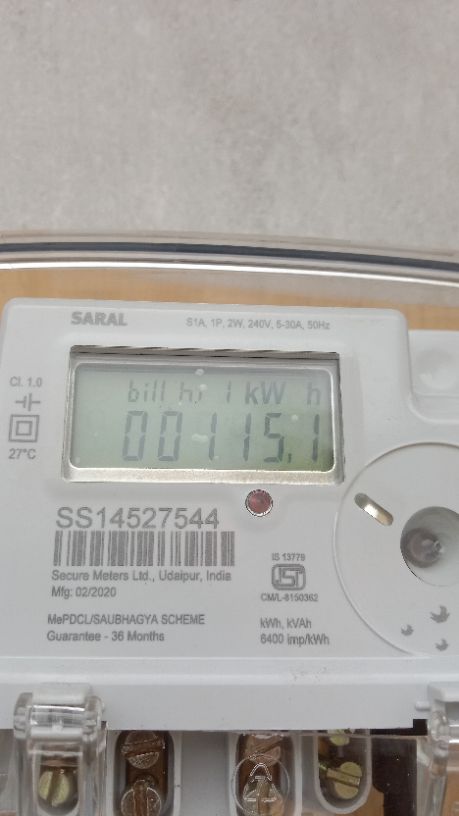 SARAL
S1A, 1P, 2W, 240V, 5-30A, 50Hz
Cl. 1.0
27°C
bill hi 1 kW h
00115.1
SS14527544
Secure Meters Ltd., Udaipur, India
Mfg: 02/2020
MePDCL/SAUBHAGYA SCHEME
Guarantee - 36 Months
IS 13779
ISI
CM/L-8150362
kWh, kVAh
6400 imp/kWh